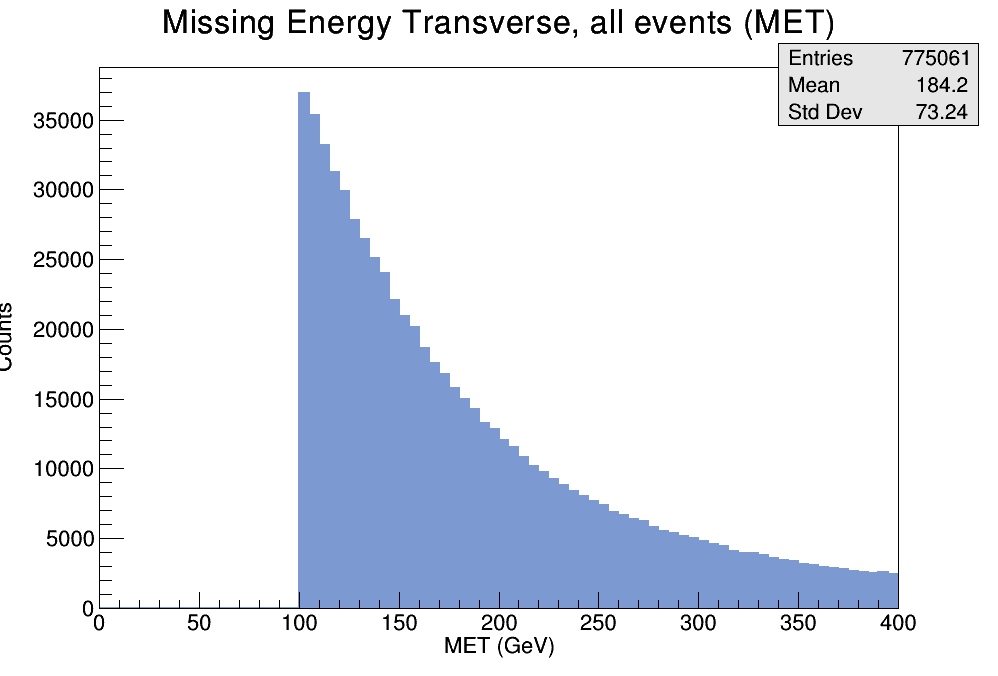 Missing Energy Transverse, all events (MET)
Entries 775061
Mean 184.2
Std Dev 73.24
35000
30000
25000
20000
15000
10000
5000
0
Counts
0 50 100 150 200 250 300 350 400
MET (GeV)